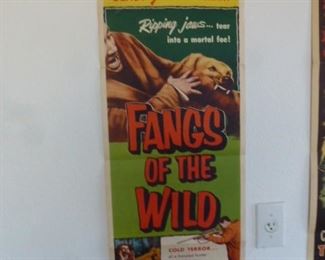 Ripping jaws... tear
into a mortal foe!
FANGS
OF THE
WILD
COLD TERROR...